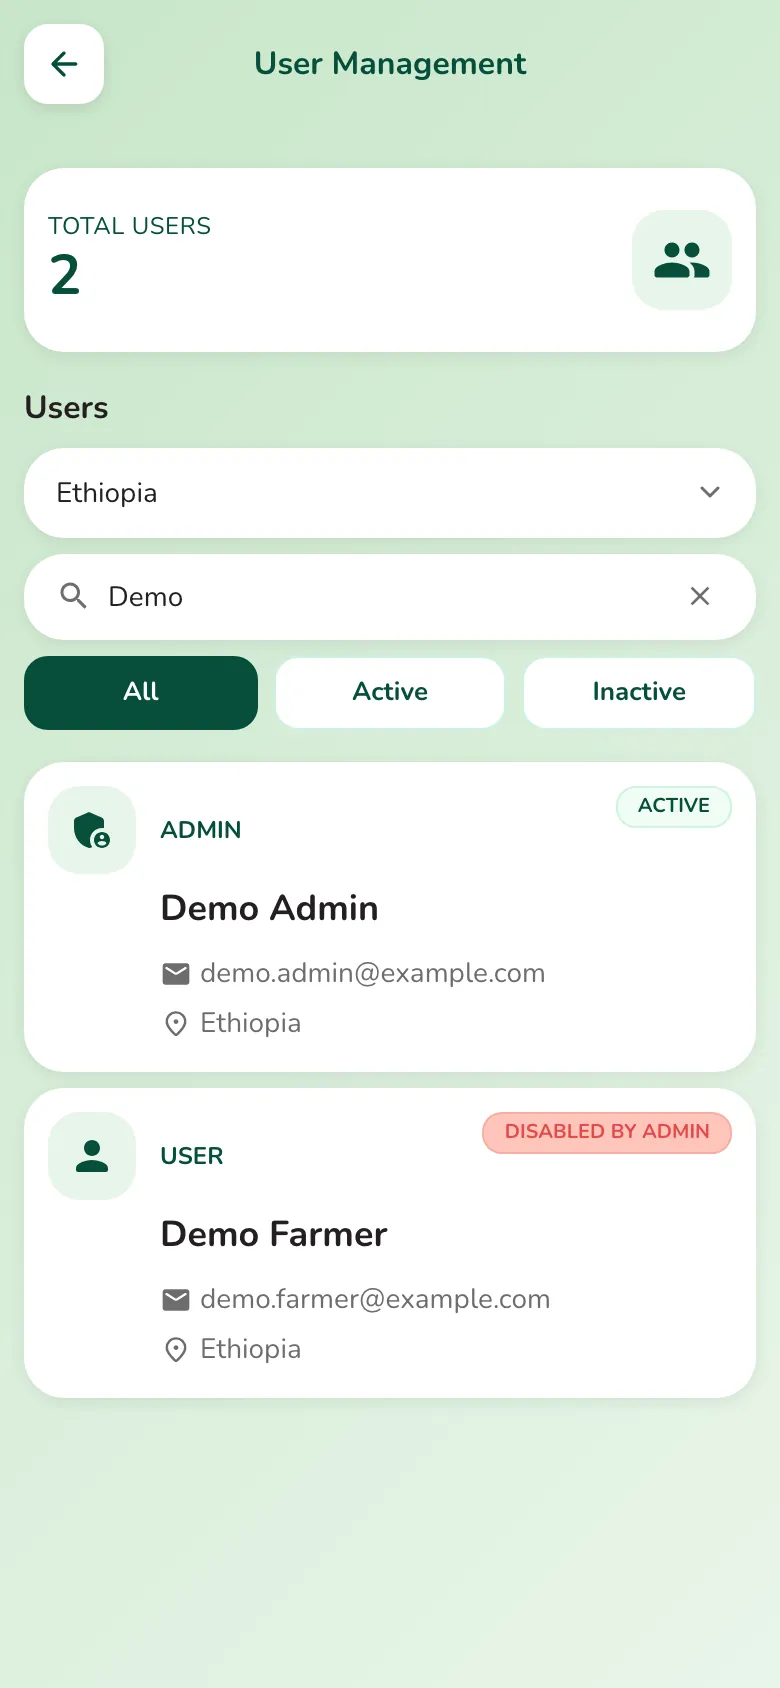 User Management
TOTAL USERS
2
Users
Ethiopia
Demo
All
Active
Inactive
ADMIN
ACTIVE
Demo Admin
demo.admin@example.com
Ethiopia
USER
DISABLED BY ADMIN
Demo Farmer
demo.farmer@example.com
Ethiopia